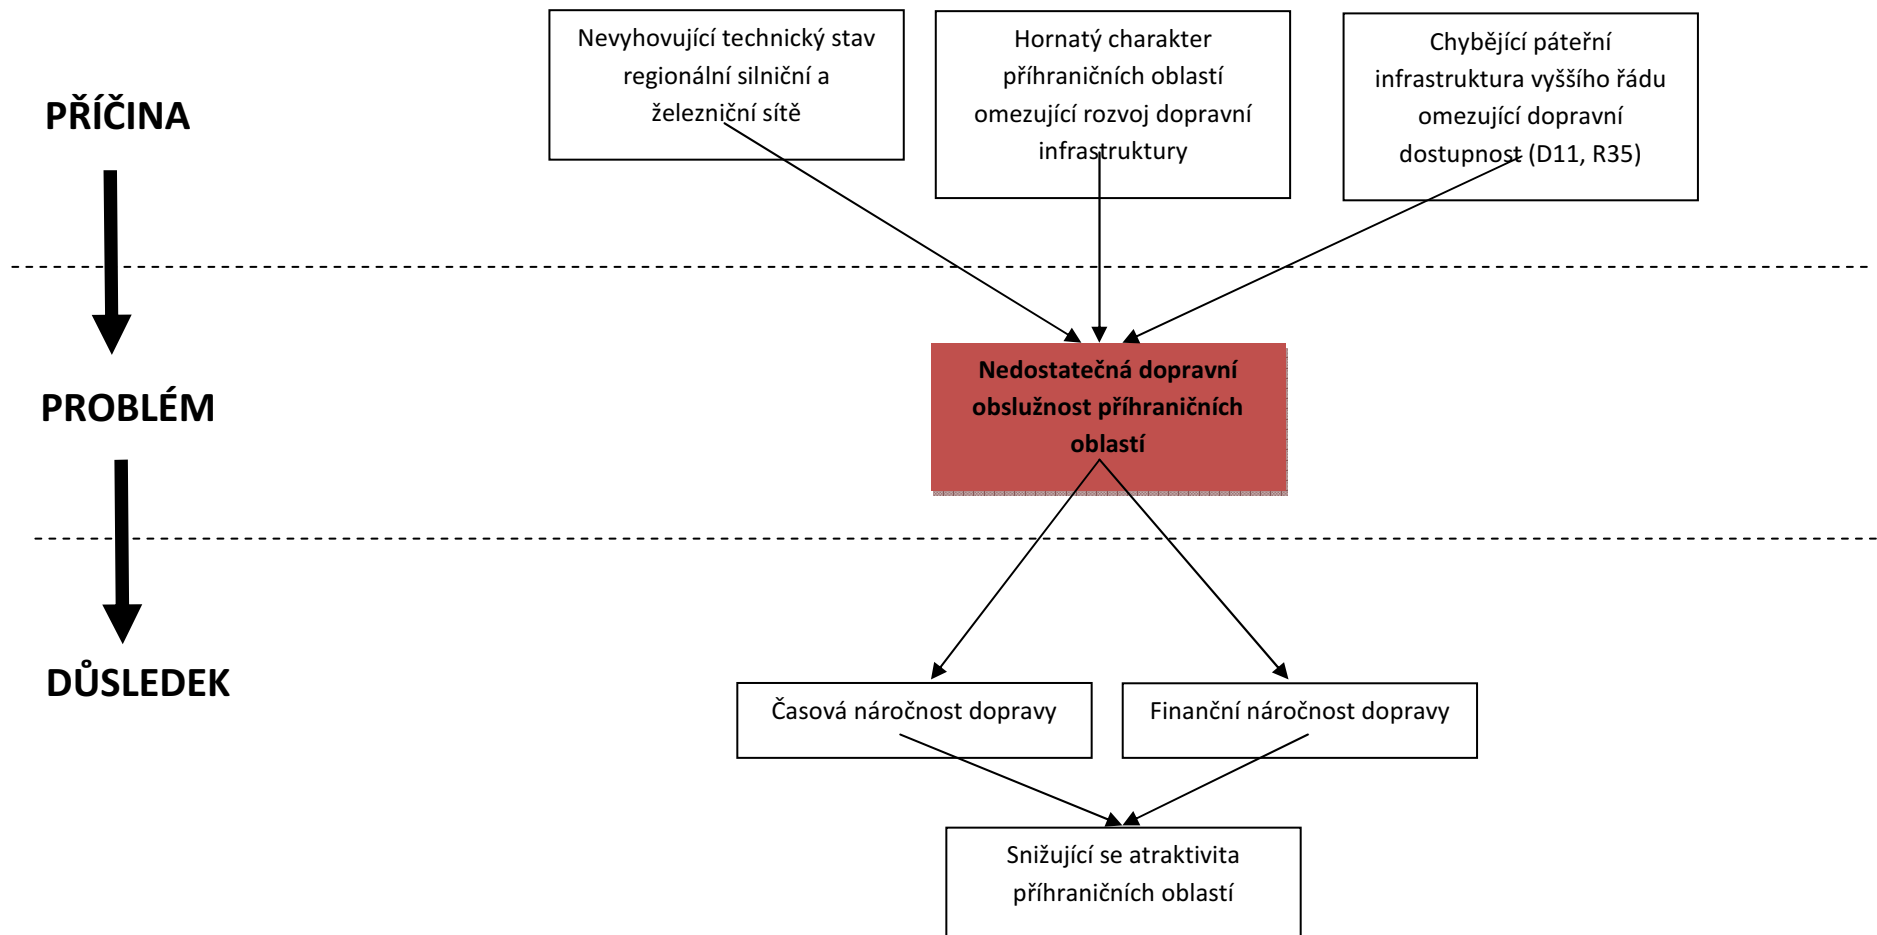 PŘÍČINA
Nevyhovující technický stav
regionální silniční a
železniční sítě
Hornatý charakter
příhraničních oblastí
omezující rozvoj dopravní
infrastruktury
Chybějící páteřní
infrastruktura vyššího řádu
omezující dopravní
dostupnost (D11, R35)
PROBLÉM
Nedostatečná dopravní
obslužnost příhraničních
oblastí
DŮSLEDEK
Časová náročnost dopravy
Finanční náročnost dopravy
Snižující se atraktivita
příhraničních oblastí